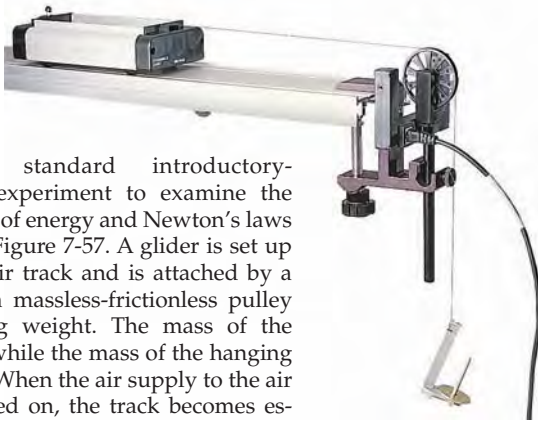 standard introductory-
experiment to examine the
of energy and Newton's laws
Figure 7-57. A glider is set up
ir track and is attached by a
massless-frictionless pulley
g weight. The mass of the
while the mass of the hanging
When the air supply to the air
ed on, the track becomes es-